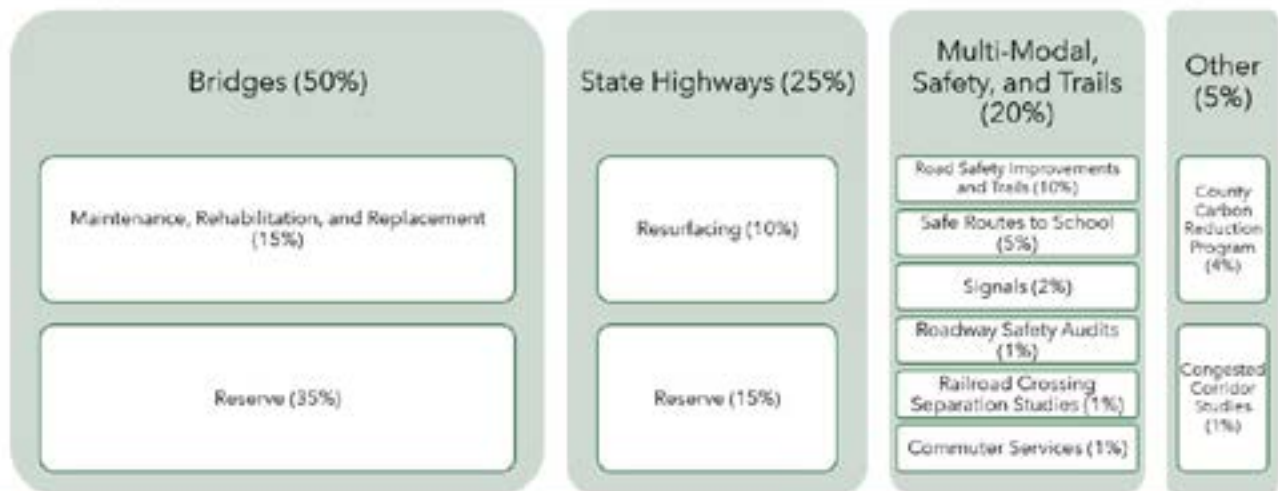 Bridges (50%)
Maintenance, Rehabilitation, and Replacement
(15%)
Reserve (35%)
State Highways (25%)
Resurfacing (10%)
Reserve (15%)
Multi-Modal,
Safety, and Trails
(20%)
Road Safety Improvements
and Trails (10%)
Safe Routes to School
(5%)
Signals (2%)
Roadway Safety Audits
(1%)
Railroad Crossing
Separation Studies (1%)
Commuter Services (1%)
Other
(5%)
County
Carbon
Reduction
Program
(4%)
Congested
Corridor
Studies
(1%)